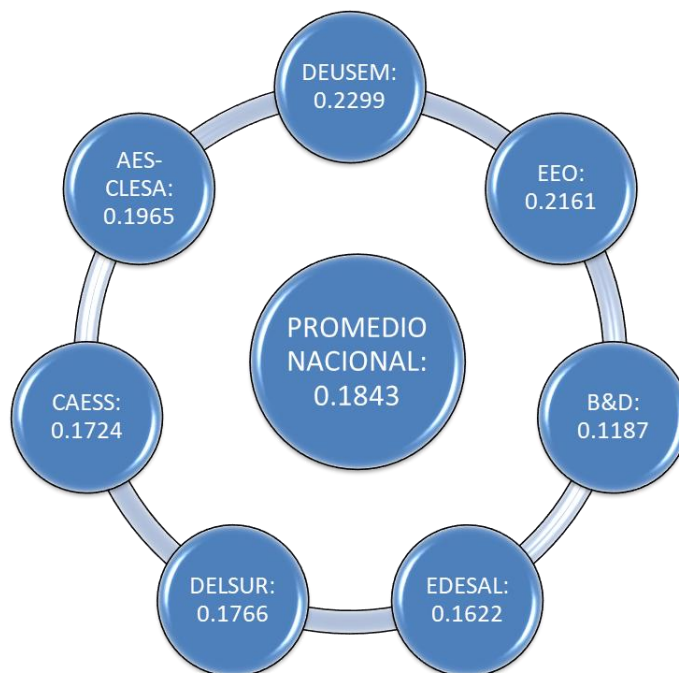 DEUSEM:
0.2299
EEO:
0.2161
B&D:
0.1187
EDESAL:
0.1622
DELSUR:
0.1766
CAESS:
0.1724
AES-
CLESA:
0.1965
PROMEDIO
NACIONAL:
0.1843